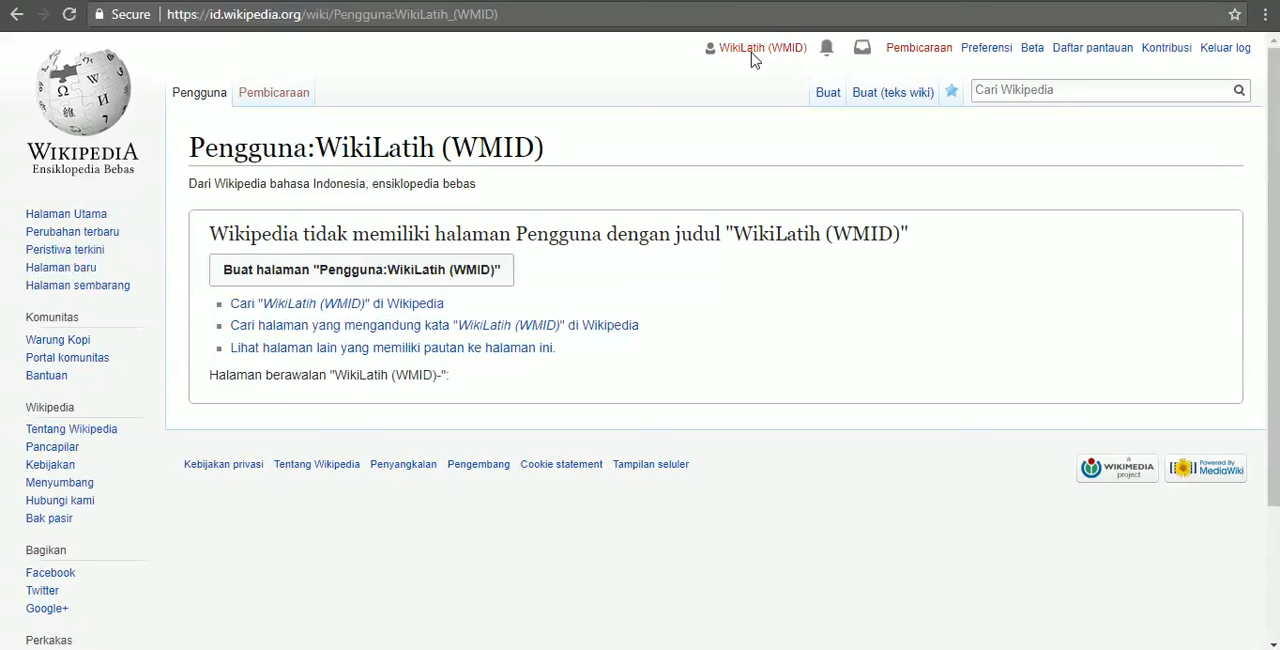 Secure https://id.wikipedia.org/wiki/Pengguna:WikiLatih_(WMID)
WikiLatih (WMID) Pembicaraan Preferensi Beta Daftar pantauan Kontribusi Keluar log
Pengguna Pembicaraan Buat Buat (teks wiki) Cari Wikipedia
WIKIPEDIA
Ensiklopedia Bebas
Pengguna:WikiLatih (WMID)
Dari Wikipedia bahasa Indonesia, ensiklopedia bebas
Wikipedia tidak memiliki halaman Pengguna dengan judul "WikiLatih (WMID)"
Buat halaman "Pengguna:WikiLatih (WMID)"
Cari "WikiLatih (WMID)" di Wikipedia
Cari halaman yang mengandung kata "WikiLatih (WMID)" di Wikipedia
Lihat halaman lain yang memiliki pautan ke halaman ini.
Halaman berawalan "WikiLatih (WMID)-":
Halaman Utama
Perubahan terbaru
Peristiwa terkini
Halaman baru
Halaman sembarang
Komunitas
Warung Kopi
Portal komunitas
Bantuan
Wikipedia
Tentang Wikipedia
Pancapilar
Kebijakan
Menyumbang
Hubungi kami
Bak pasir
Bagikan
Facebook
Twitter
Google+
Perkakas
Kebijakan privasi Tentang Wikipedia Penyangkalan Pengembang Cookie statement Tampilan seluler
A WIKIMEDIA project
Powered By MediaWiki